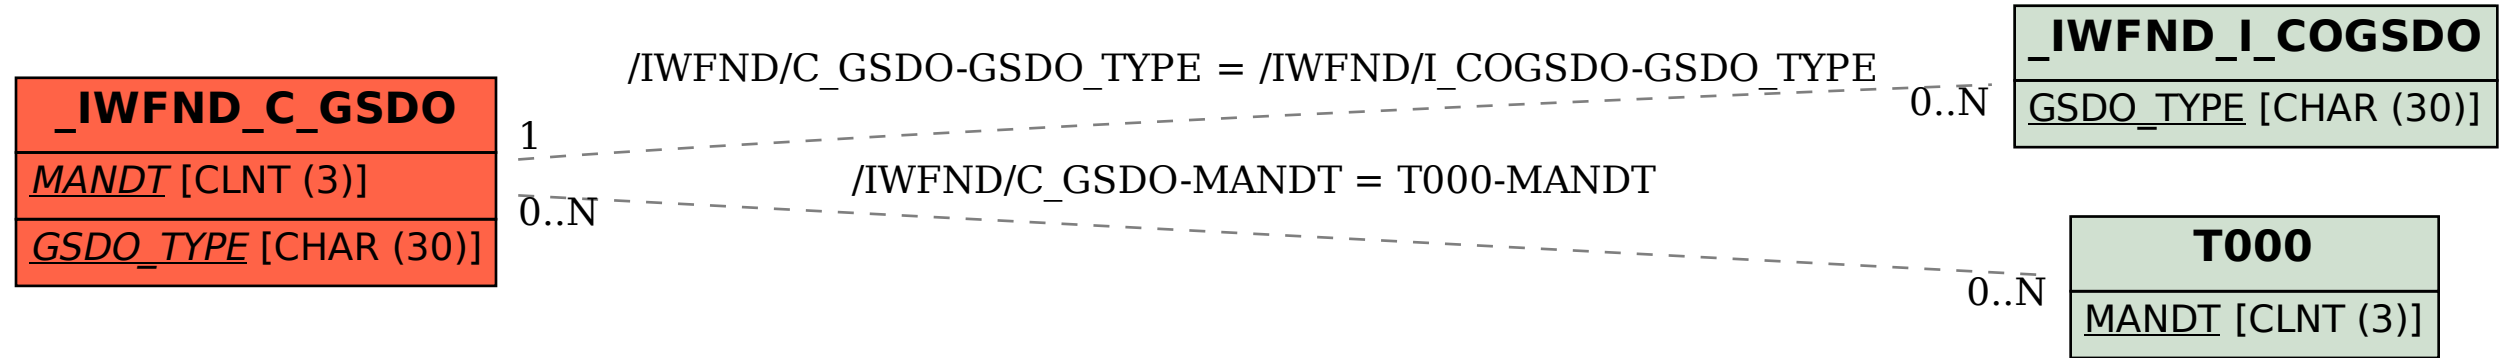 _IWFND_C_GSDO
MANDT [CLNT (3)]
GSDO_TYPE [CHAR (30)]
/IWFND/C_GSDO-GSDO_TYPE = /IWFND/I_COGSDO-GSDO_TYPE
1
0..N
/IWFND/C_GSDO-MANDT = T000-MANDT
0..N
0..N
_IWFND_I_COGSDO
GSDO_TYPE [CHAR (30)]
T000
MANDT [CLNT (3)]